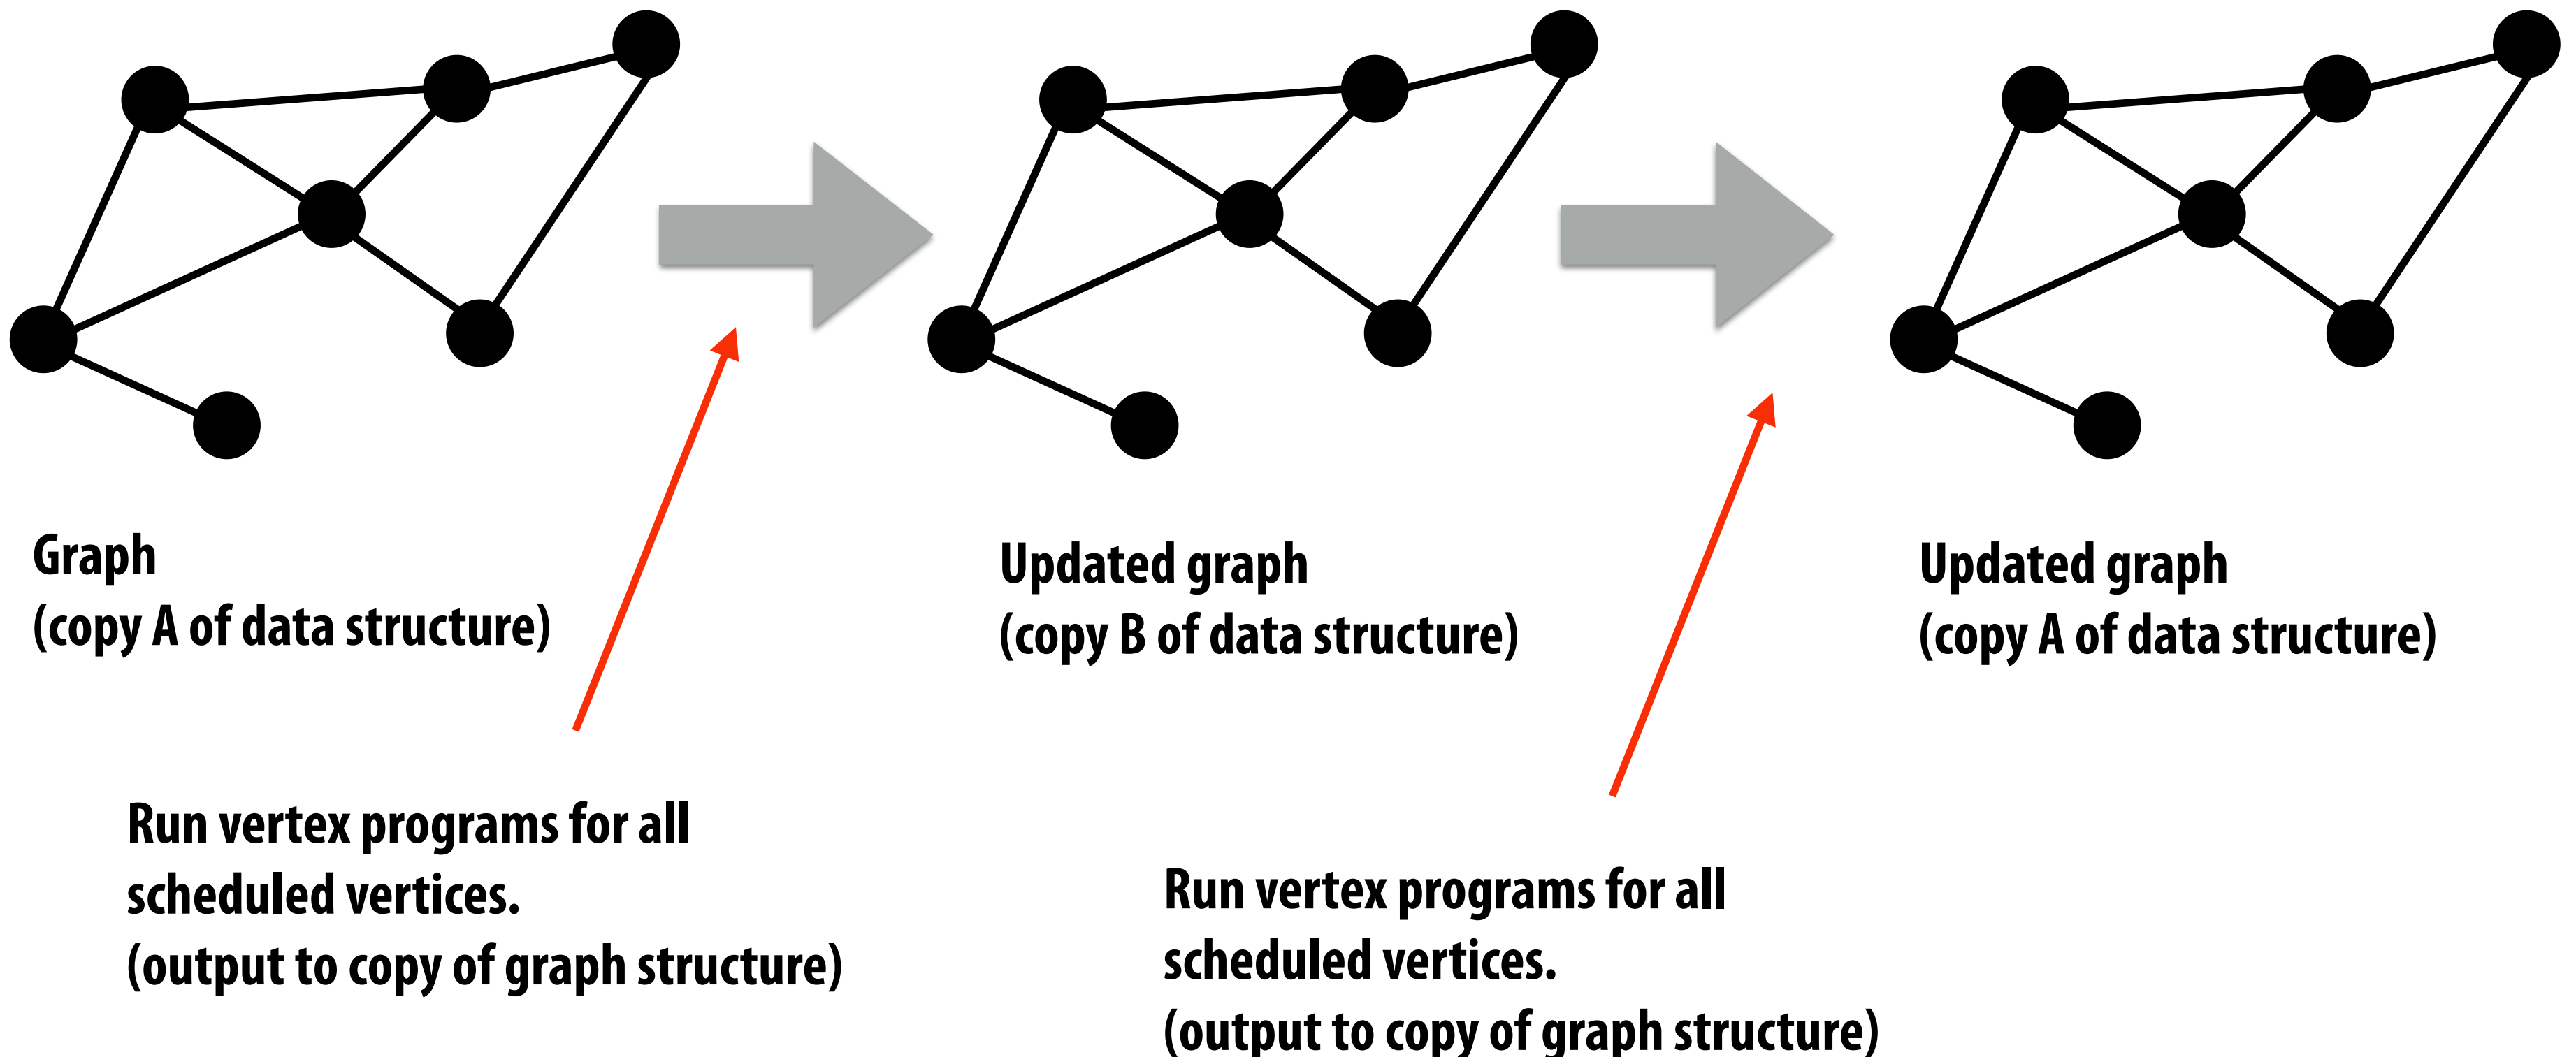 Graph
(copy A of data structure)
Updated graph
(copy B of data structure)
Updated graph
(copy A of data structure)
Run vertex programs for all
scheduled vertices.
(output to copy of graph structure)
Run vertex programs for all
scheduled vertices.
(output to copy of graph structure)